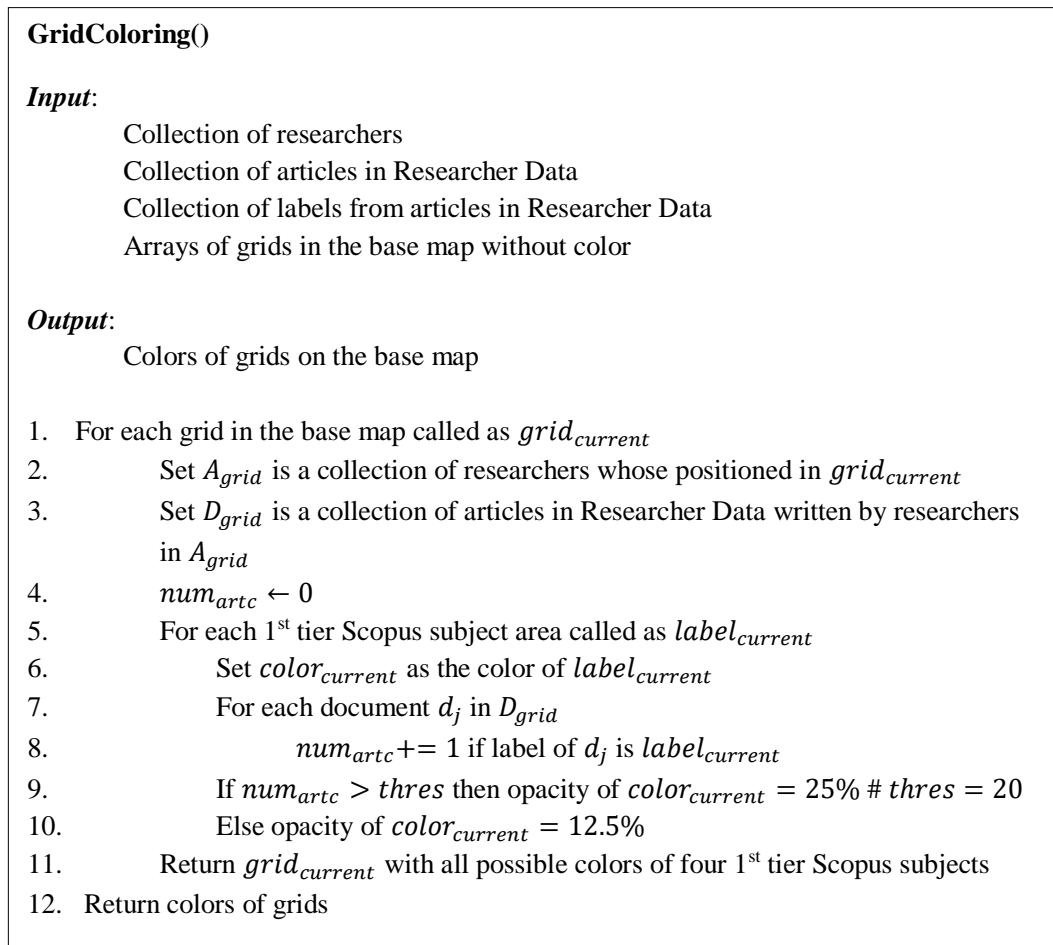 GridColoring()
Input:
Collection of researchers
Collection of articles in Researcher Data
Collection of labels from articles in Researcher Data
Arrays of grids in the base map without color
Output:
Colors of grids on the base map
1. For each grid in the base map called as grid_current
2. Set A_grid is a collection of researchers whose positioned in grid_current
3. Set D_grid is a collection of articles in Researcher Data written by researchers
in A_grid
4. num_artc ← 0
5. For each 1st tier Scopus subject area called as label_current
6. Set color_current as the color of label_current
7. For each document d_j in D_grid
8. num_artc += 1 if label of d_j is label_current
9. If num_artc > thres then opacity of color_current = 25% # thres = 20
10. Else opacity of color_current = 12.5%
11. Return grid_current with all possible colors of four 1st tier Scopus subjects
12. Return colors of grids